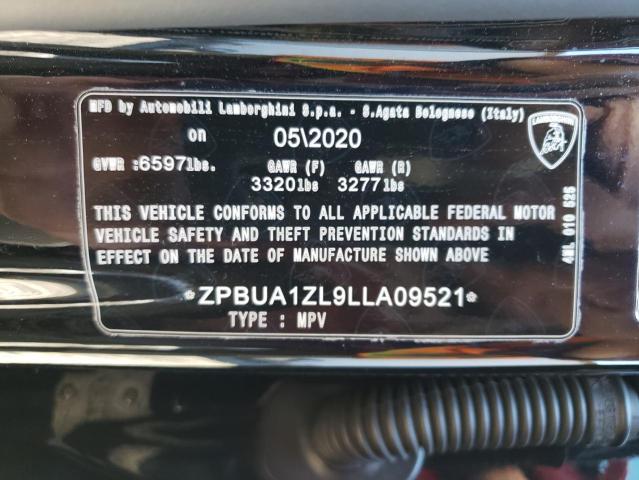 MFD by Automobili Lamborghini S.p.a. - S.Agata Bolognese (Italy)
on 05\2020
GVWR :6597lbs. GAWR (F) GAWR (R)
3320lbs 3277lbs
THIS VEHICLE CONFORMS TO ALL APPLICABLE FEDERAL MOTOR
VEHICLE SAFETY AND THEFT PREVENTION STANDARDS IN
EFFECT ON THE DATE OF MANUFACTURE SHOWN ABOVE
*ZPBUA1ZL9LLA09521*
TYPE : MPV
LAMBORGHINI
4ML 010 525